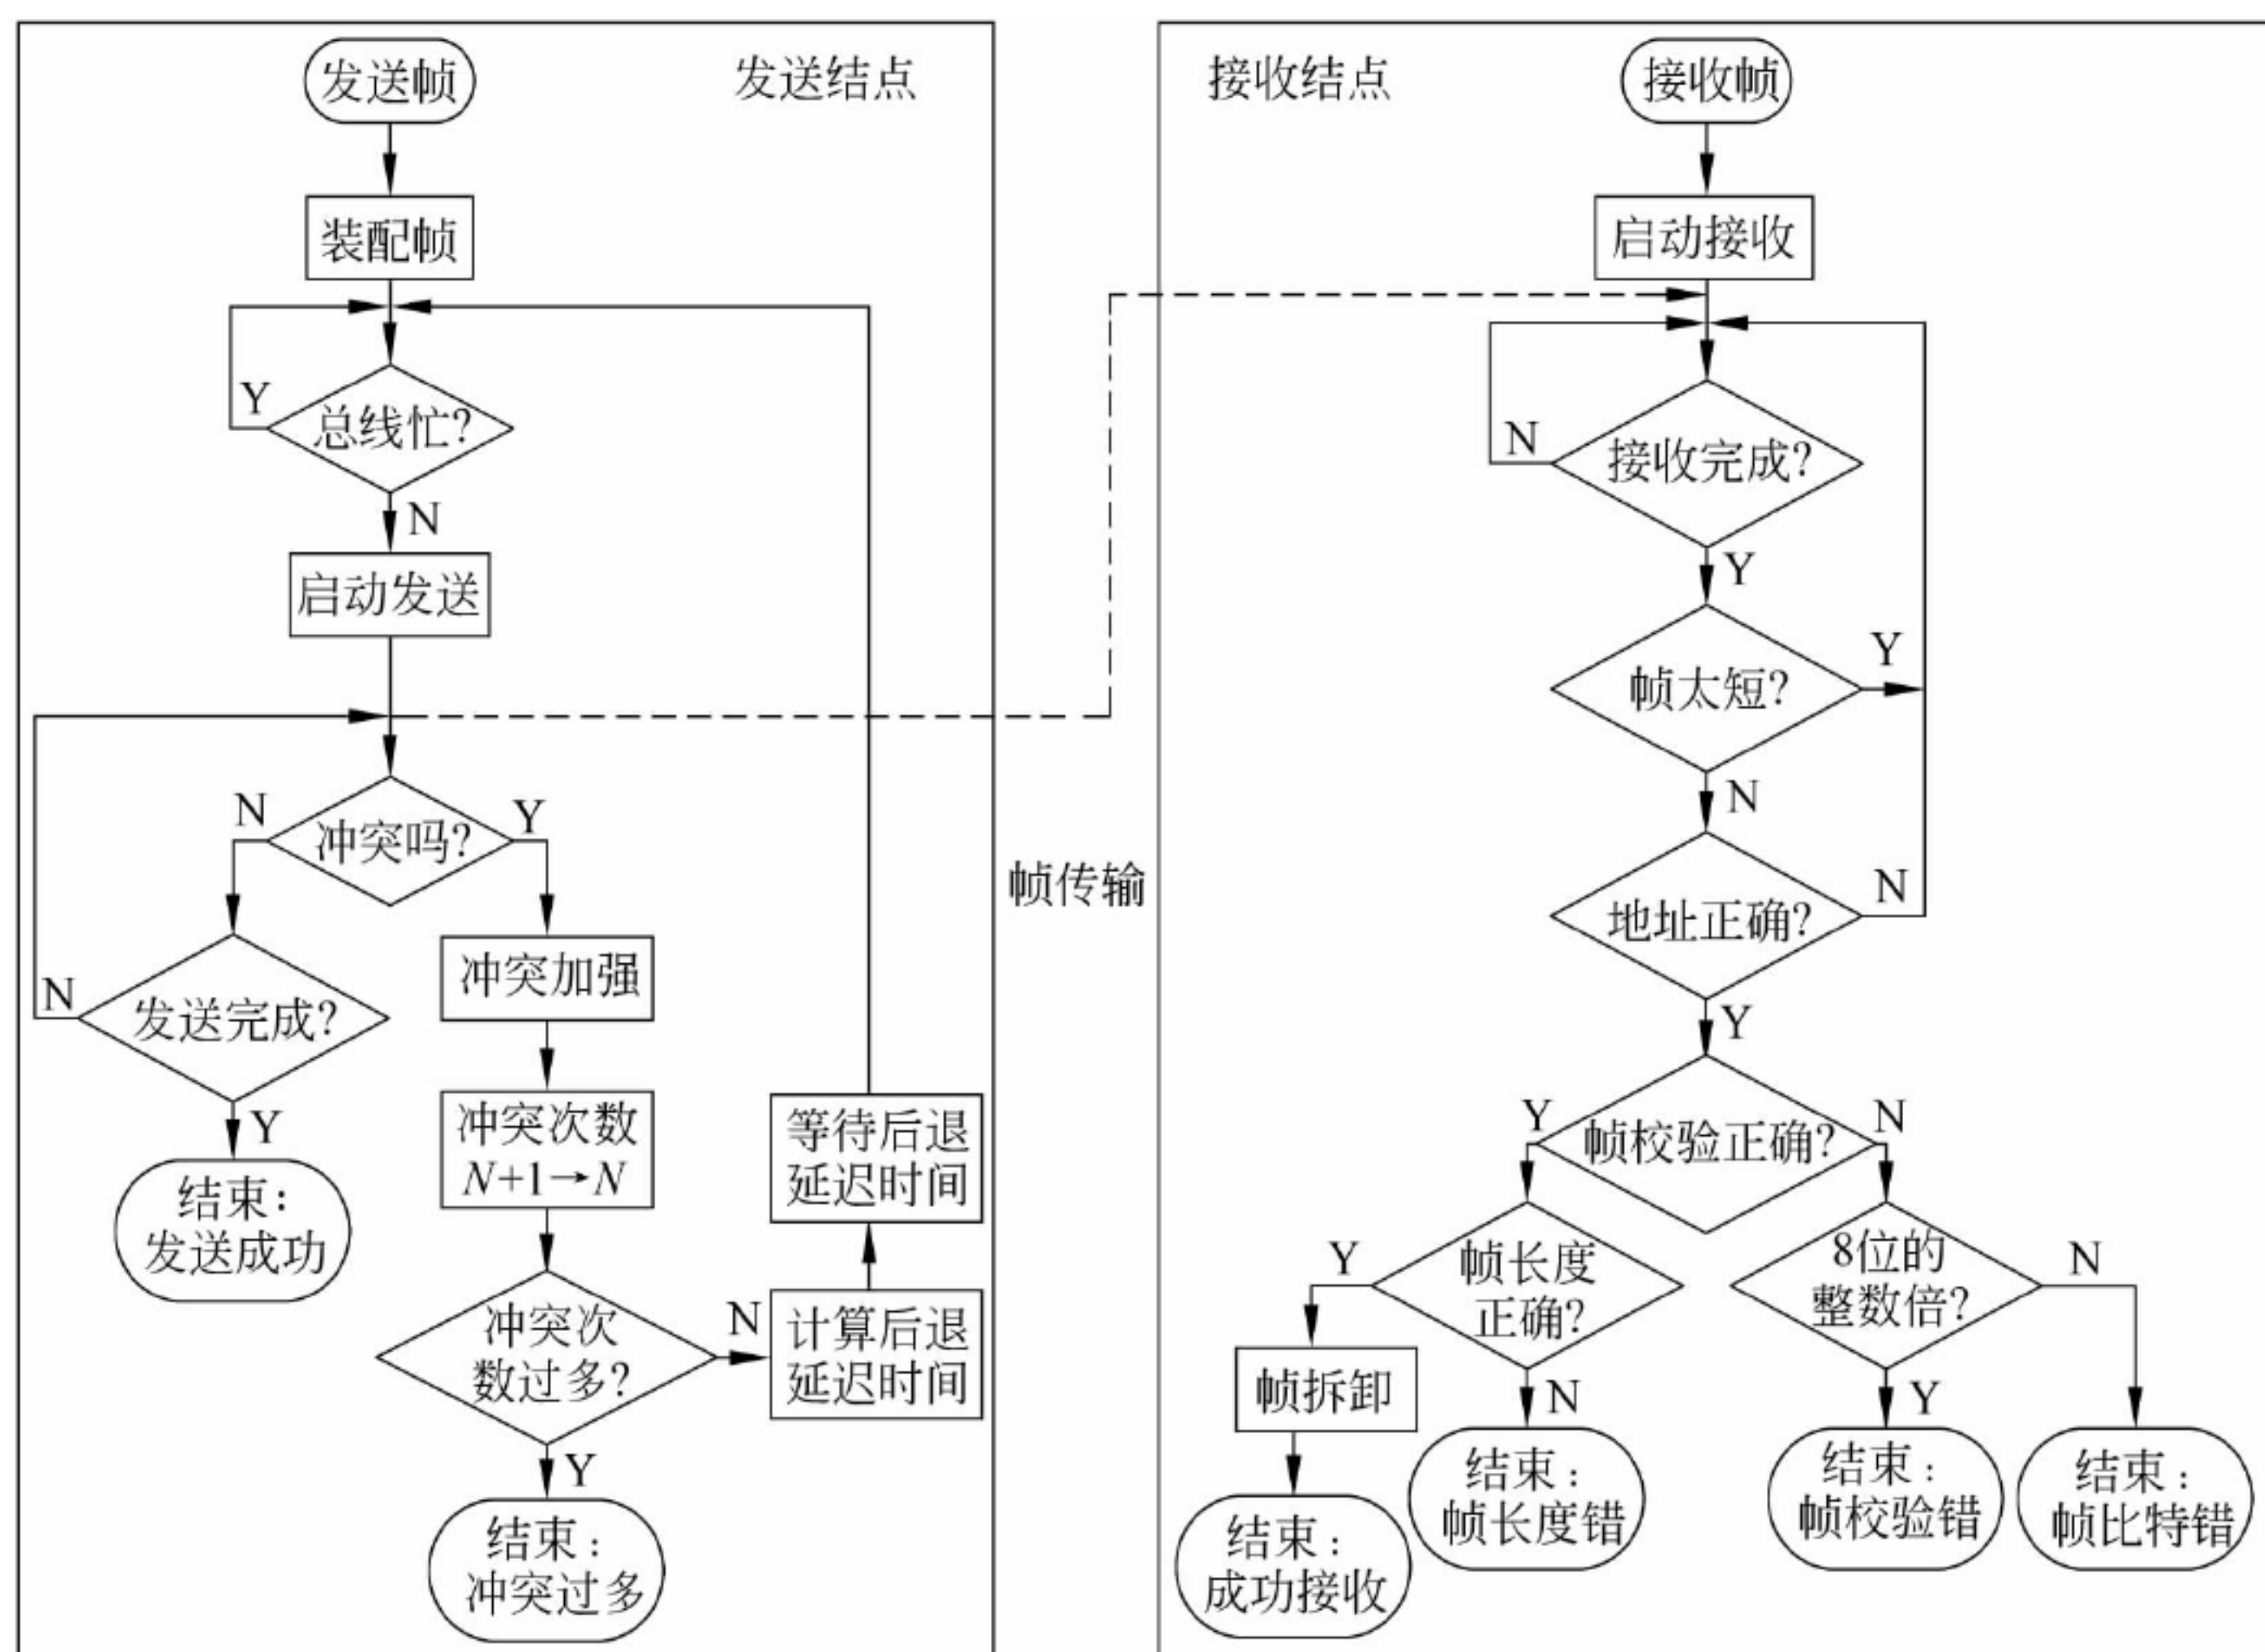 发送帧
发送结点
装配帧
Y
总线忙?
N
启动发送
N
冲突吗?
Y
冲突加强
N
发送完成?
Y
结束:
发送成功
冲突次数
N+1→N
冲突次
数过多?
N
计算后退
延迟时间
等待后退
延迟时间
Y
结束:
冲突过多
帧传输
接收结点
接收帧
启动接收
N
接收完成?
Y
帧太短?
Y
N
地址正确?
N
Y
Y
帧校验正确?
N
Y
帧长度
正确?
N
帧拆卸
结束:
成功接收
结束:
帧长度错
8位的
整数倍?
N
Y
结束:
帧校验错
结束:
帧比特错